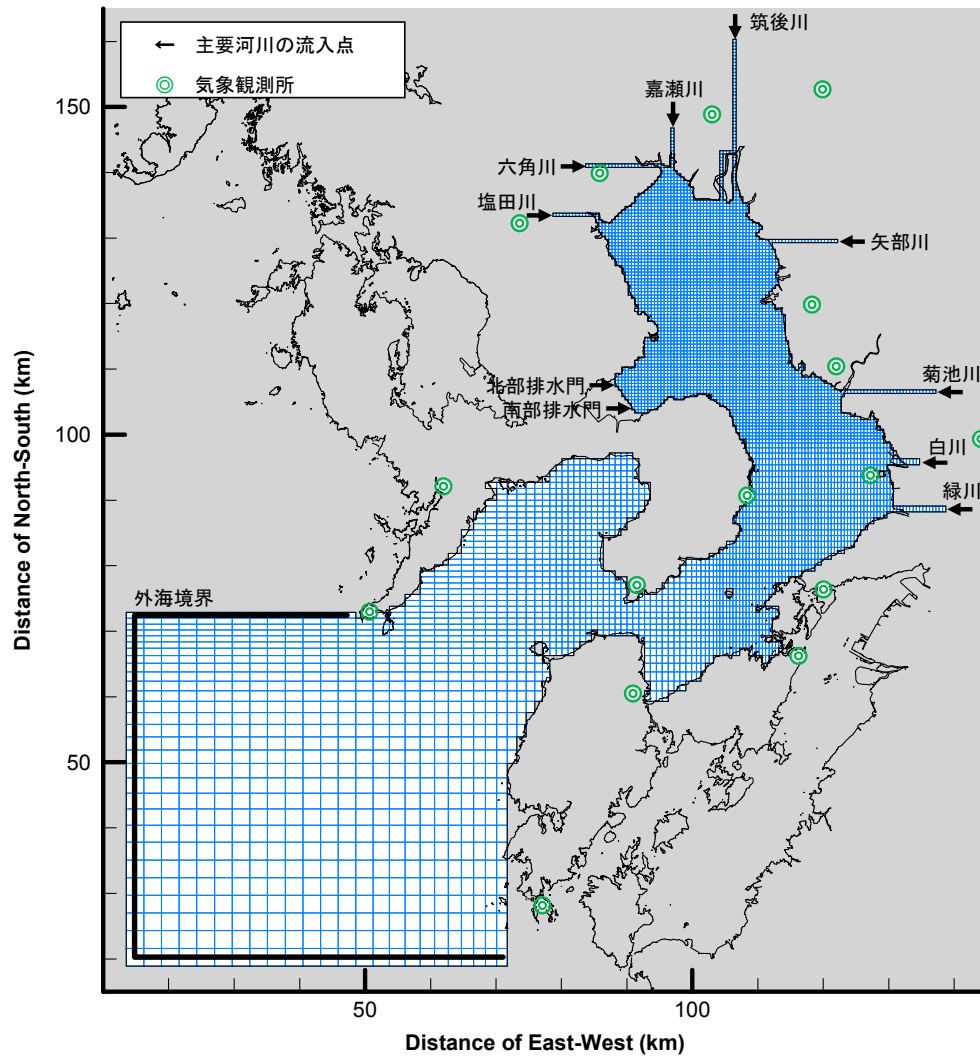 主要河川の流入点
気象観測所
筑後川
嘉瀬川
六角川
塩田川
矢部川
北部排水門
南部排水門
菊池川
白川
緑川
外海境界
150
100
50
Distance of North-South (km)
50
100
Distance of East-West (km)